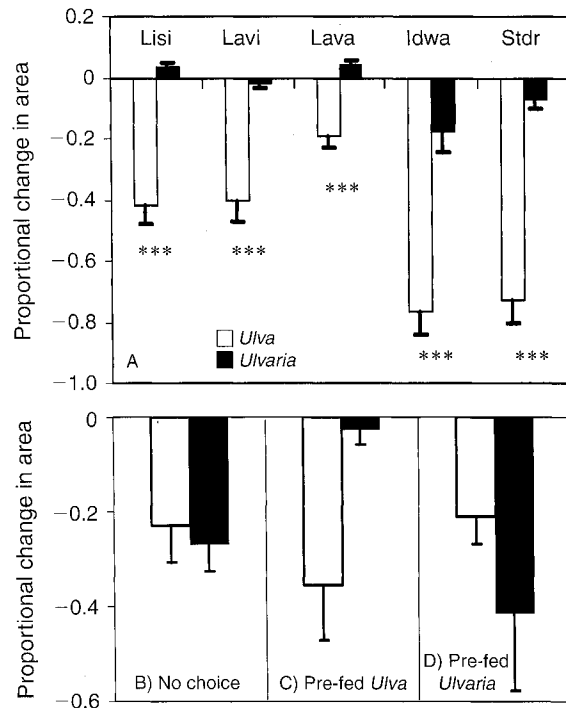 0.2
Lisi Lavi Lava Idwa Stdr
0
−0.2
−0.4
−0.6
−0.8
−1.0
Proportional change in area
*** *** *** *** ***
Ulva
Ulvaria
A
0
−0.2
−0.4
−0.6
Proportional change in area
B) No choice
C) Pre-fed Ulva
D) Pre-fed
Ulvaria